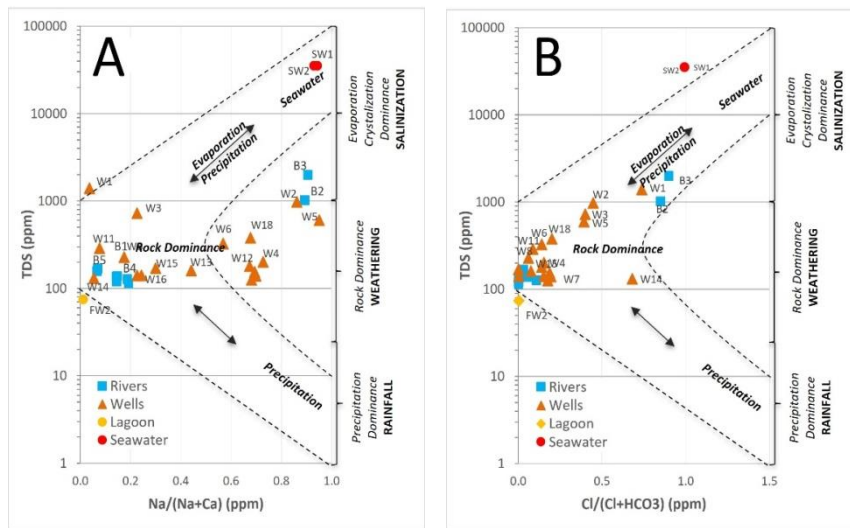 A
100000
10000
1000
100
10
1
TDS (ppm)
0
0.2
0.4
0.6
0.8
1
Na/(Na+Ca) (ppm)
SW1
SW2
Seawater
Evaporation
Precipitation
B3
B2
W1
W2
W3
W5
W6
W18
W11
B1
Rock Dominance
B5
B4
W15
W13
W12
W4
W16
W14
FW2
Precipitation
Rivers
Wells
Lagoon
Seawater
Evaporation
Crystalization
Dominance
SALINIZATION
Rock Dominance
WEATHERING
Precipitation
Dominance
RAINFALL
B
100000
10000
1000
100
10
1
TDS (ppm)
0.0
0.5
1.0
1.5
Cl/(Cl+HCO3) (ppm)
SW2
SW1
Seawater
Evaporation
Precipitation
W1
B3
B2
W2
W3
W5
W6
W18
W11
Rock Dominance
W4
W7
W14
FW2
Precipitation
Rivers
Wells
Lagoon
Seawater
Evaporation
Crystalization
Dominance
SALINIZATION
Rock Dominance
WEATHERING
Precipitation
Dominance
RAINFALL